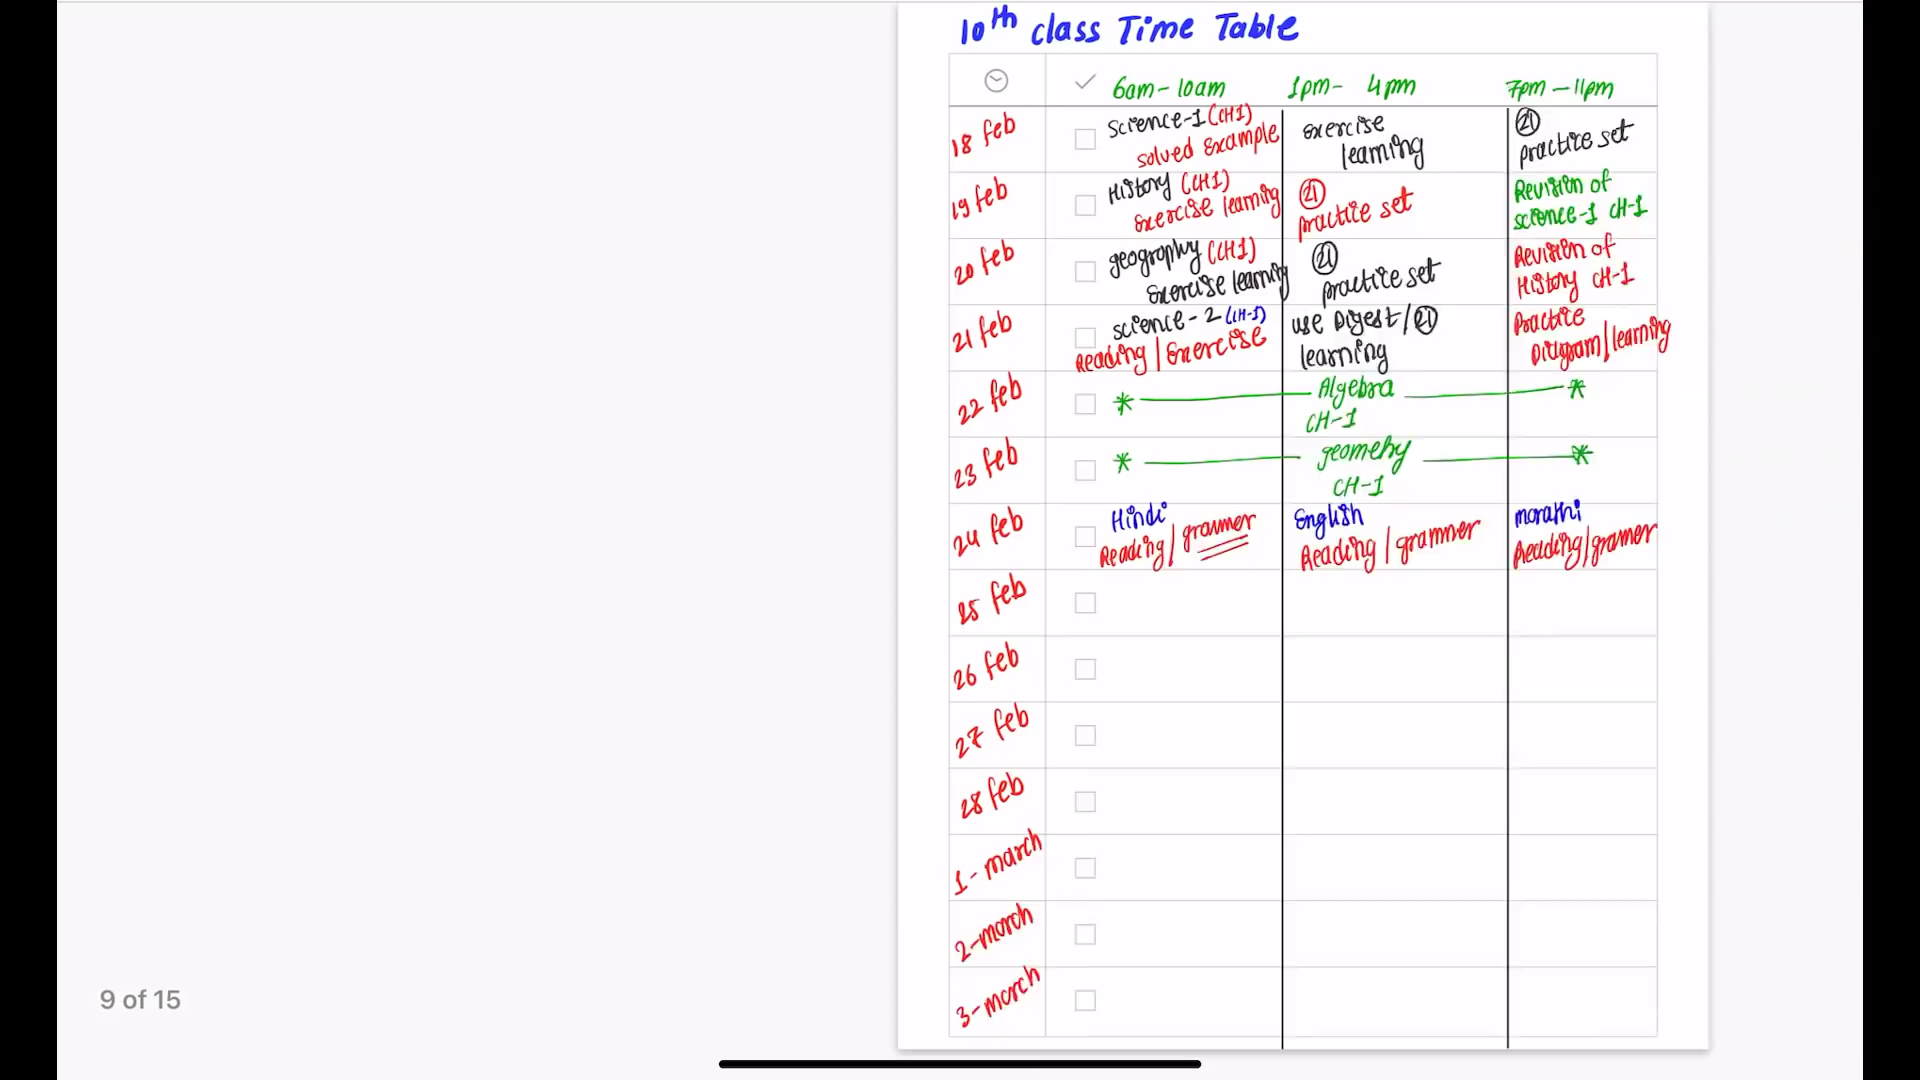 10th class Time Table
6am-10am 1pm- 4pm 7pm-11pm
18 feb
Science-1 (CH1)
solved Example
Exercise
learning
21
practice set
19 feb
History (CH1)
Exercise learning
21
practice set
Revision of
science-1 CH-1
20 feb
geography (CH1)
Exercise learning
21
practice set
Revision of
History CH-1
21 feb
science-2 (CH-1)
Reading / Exercise
use Digest / 21
learning
Practice
Diagram / learning
22 feb
* Algebra *
CH-1
23 feb
* geometry *
CH-1
24 feb
Hindi
Reading / grammer
English
Reading / grammer
marathi
Reading / gramer
25 feb
26 feb
27 feb
28 feb
1-march
2-march
3-march
9 of 15